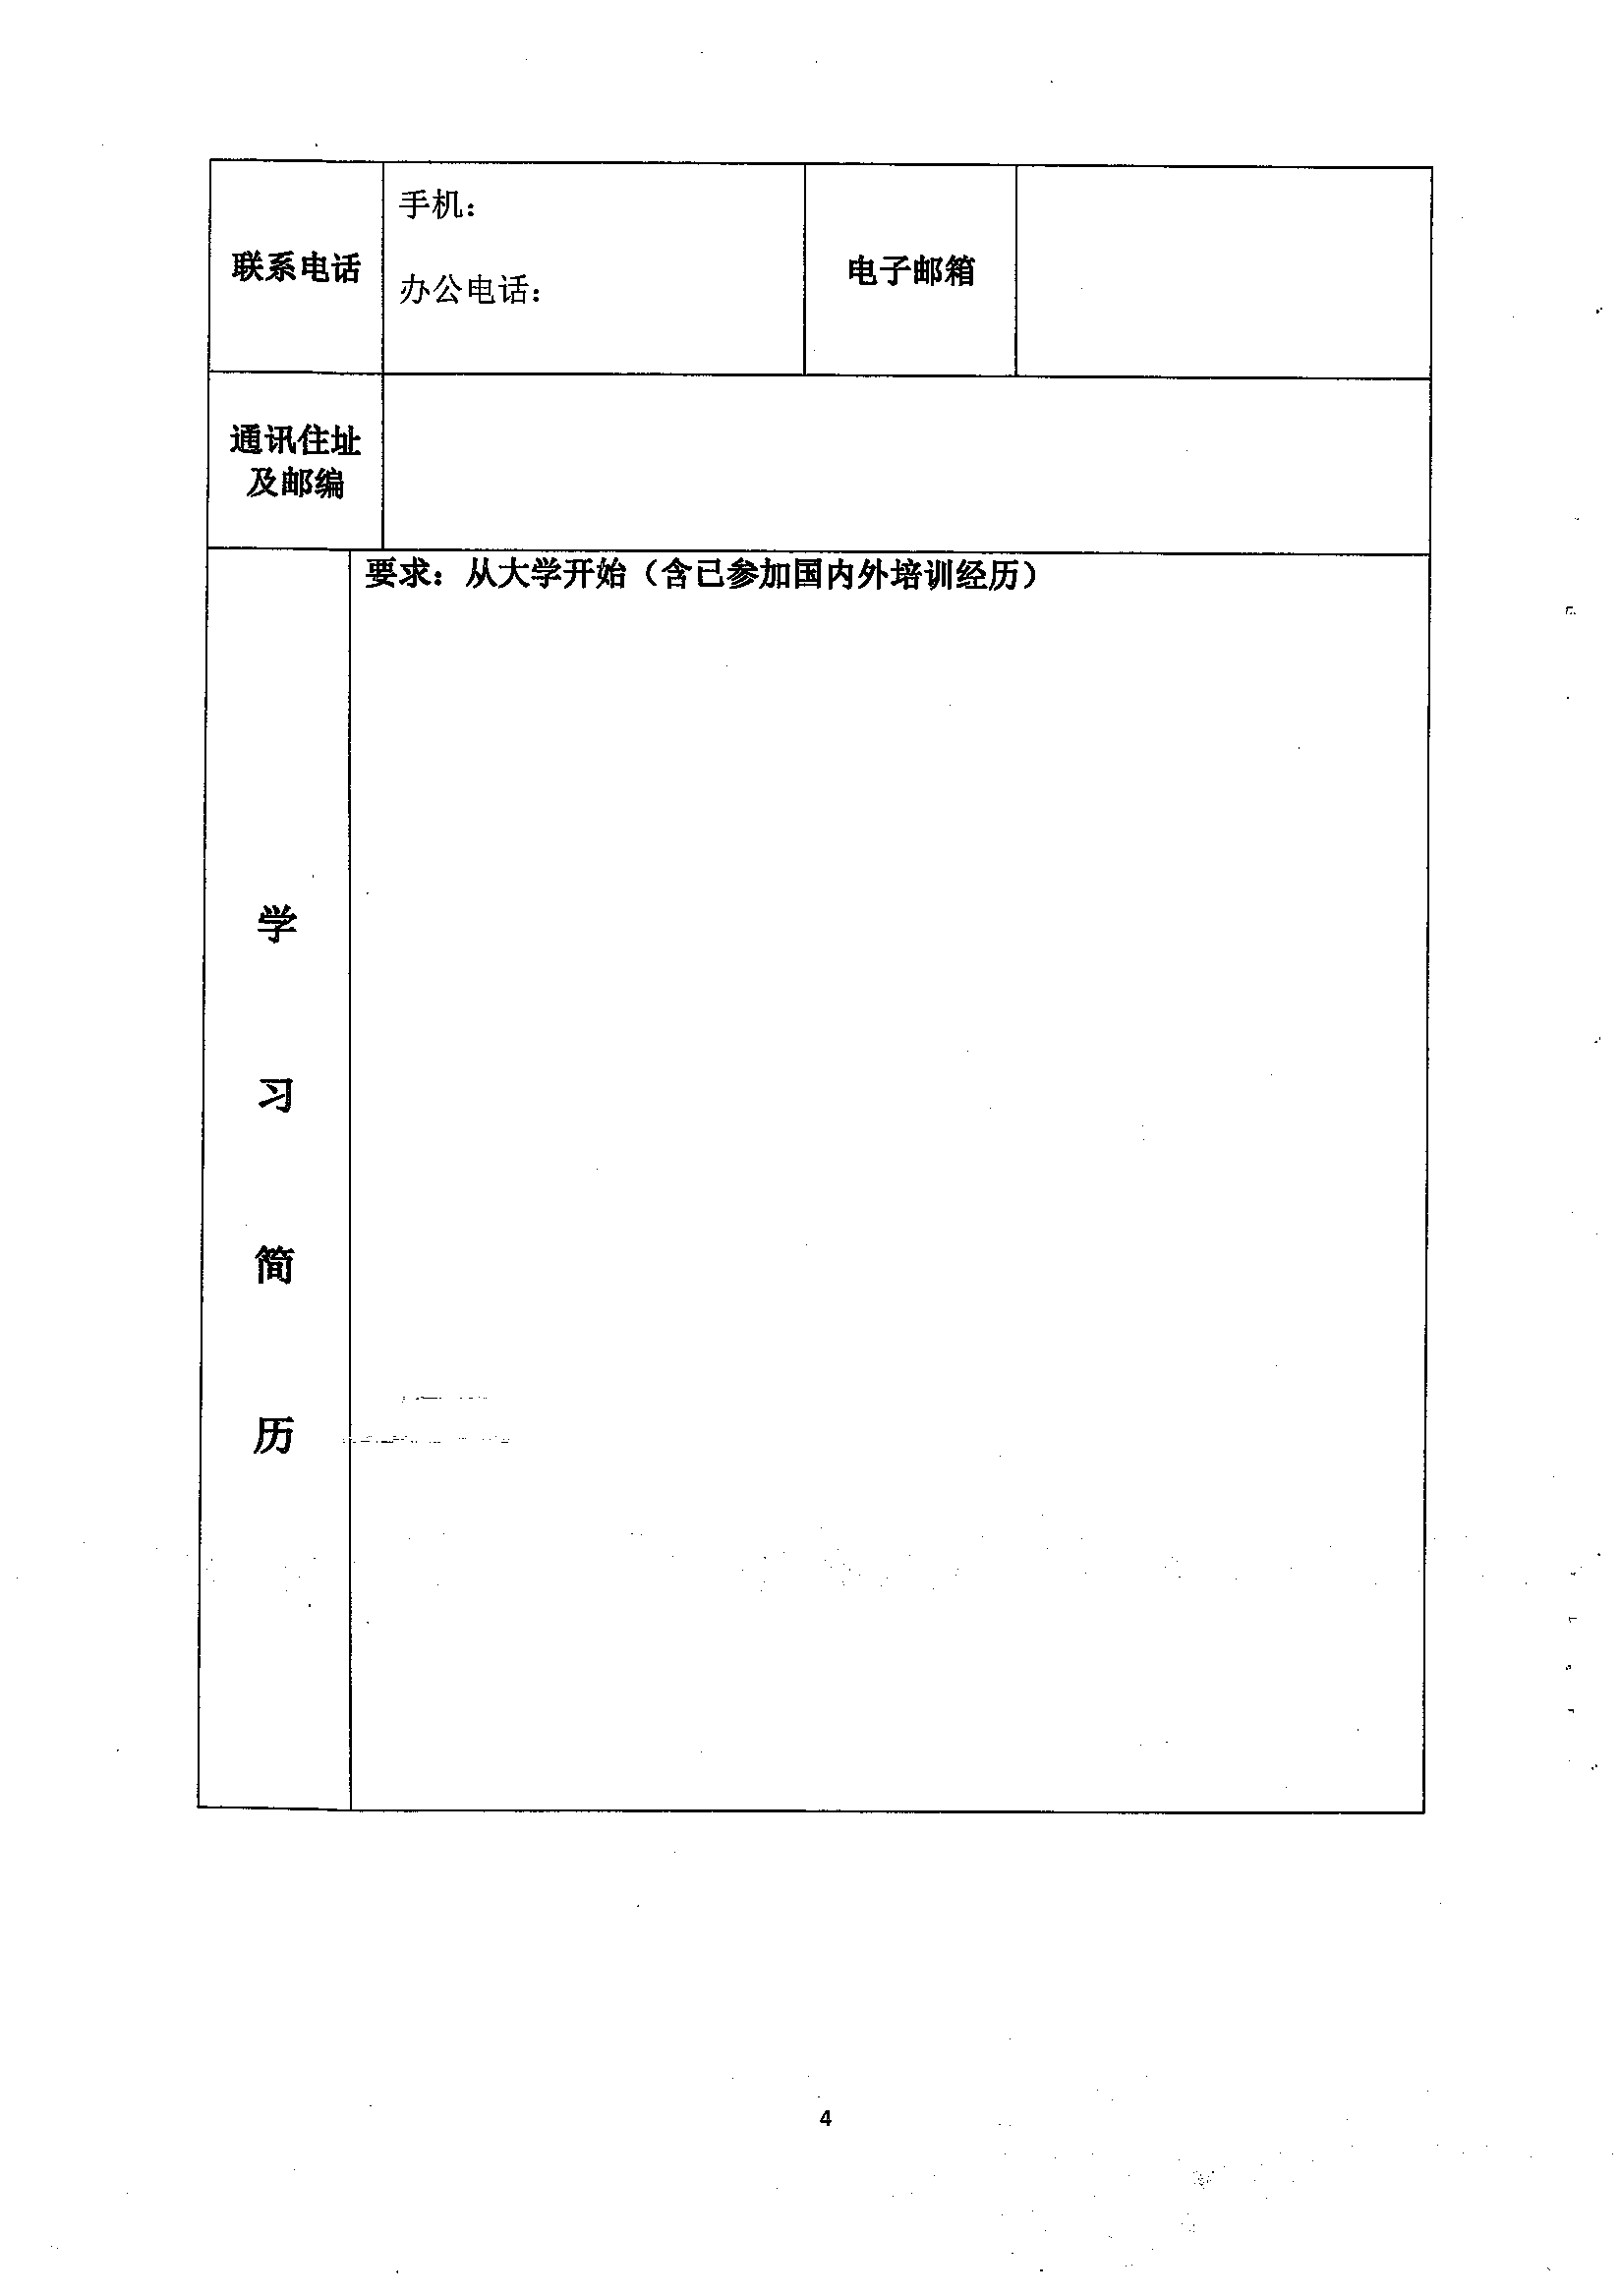 联系电话
手机：
办公电话：
电子邮箱
通讯住址
及邮编
要求：从大学开始（含已参加国内外培训经历）
学
习
简
历
4